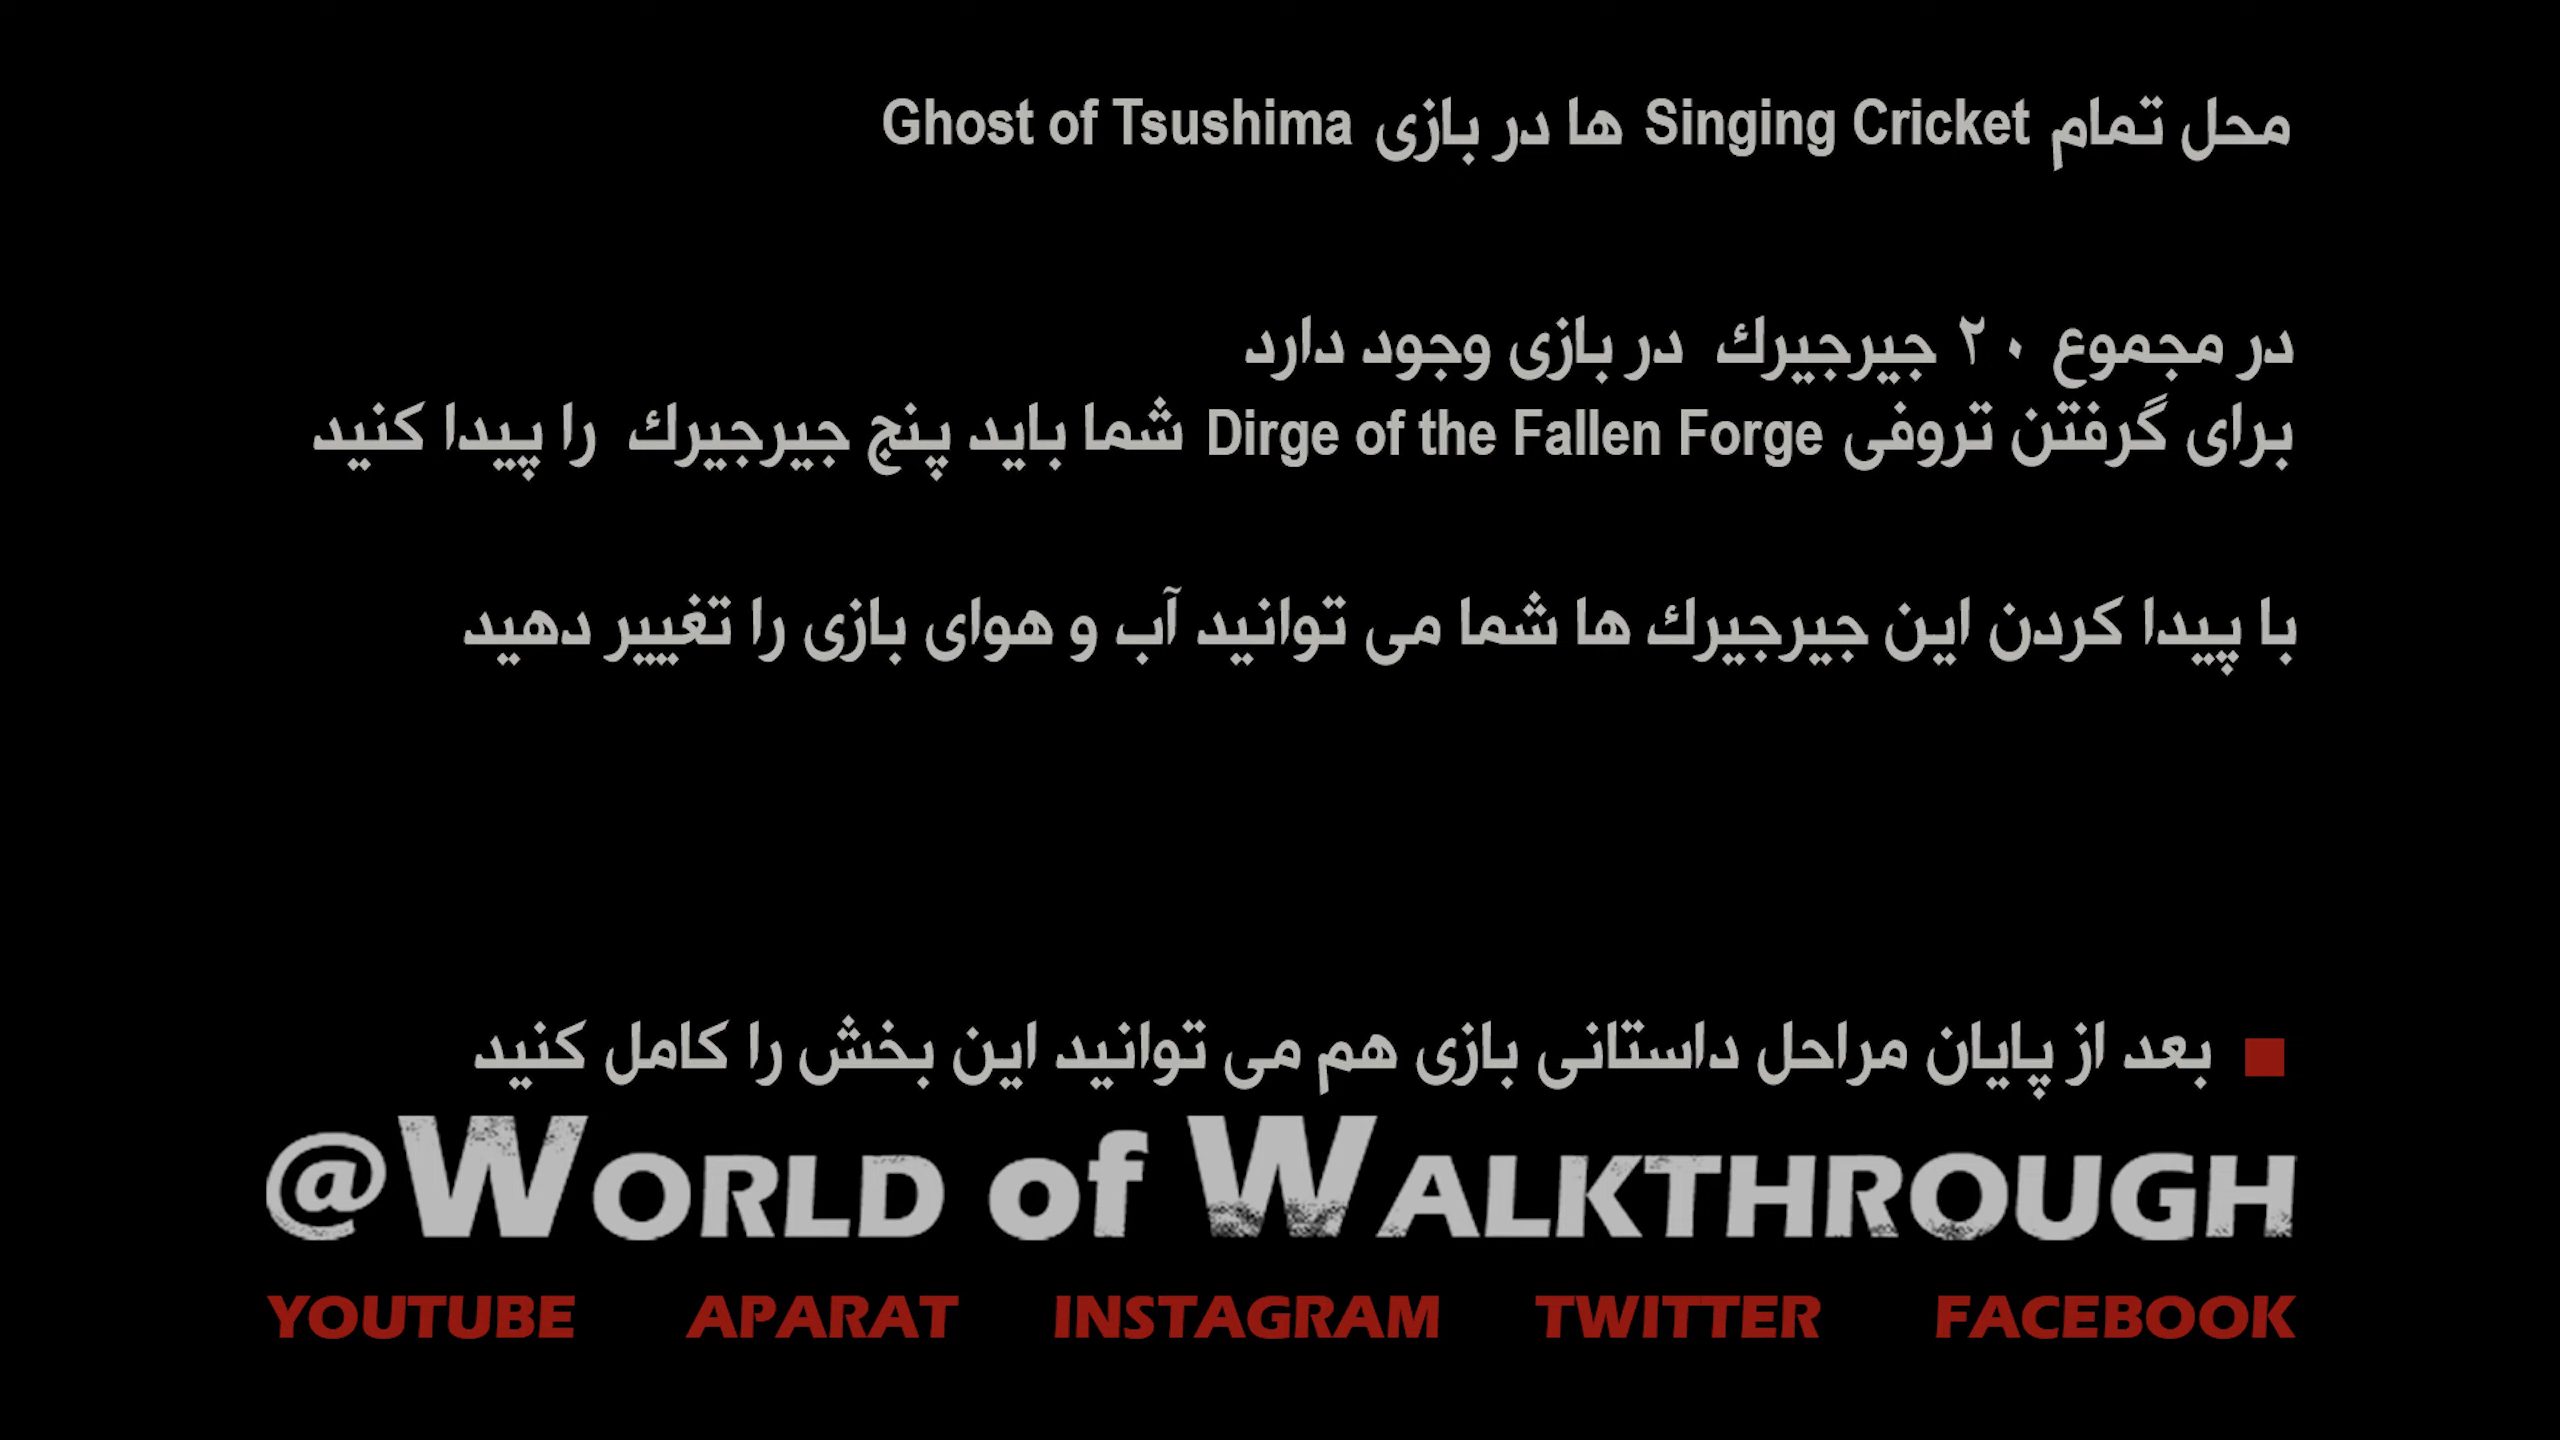 محل تمام Singing Cricket ها در بازی Ghost of Tsushima
در مجموع ۲۰ جیرجیرك در بازی وجود دارد
برای گرفتن تروفی Dirge of the Fallen Forge شما باید پنج جیرجیرك را پیدا کنید
با پیدا کردن این جیرجیرك ها شما می توانید آب و هوای بازی را تغییر دهید
بعد از پایان مراحل داستانی بازی هم می توانید این بخش را کامل کنید
@WORLD of WALKTHROUGH
YOUTUBE APARAT INSTAGRAM TWITTER FACEBOOK